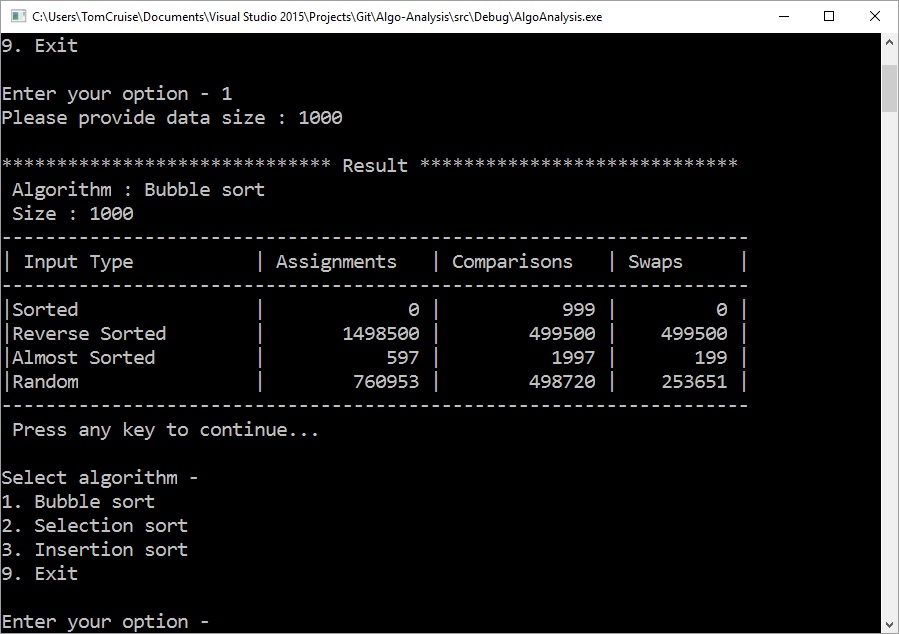 C:\Users\TomCruise\Documents\Visual Studio 2015\Projects\Git\Algo-Analysis\src\Debug\AlgoAnalysis.exe
9. Exit
Enter your option - 1
Please provide data size : 1000
****************************** Result *****************************
Algorithm : Bubble sort
Size : 1000
--------------------------------------------------------------------
| Input Type | Assignments | Comparisons | Swaps |
--------------------------------------------------------------------
|Sorted | 0 | 999 | 0 |
|Reverse Sorted | 1498500 | 499500 | 499500 |
|Almost Sorted | 597 | 1997 | 199 |
|Random | 760953 | 498720 | 253651 |
--------------------------------------------------------------------
Press any key to continue...
Select algorithm -
1. Bubble sort
2. Selection sort
3. Insertion sort
9. Exit
Enter your option -